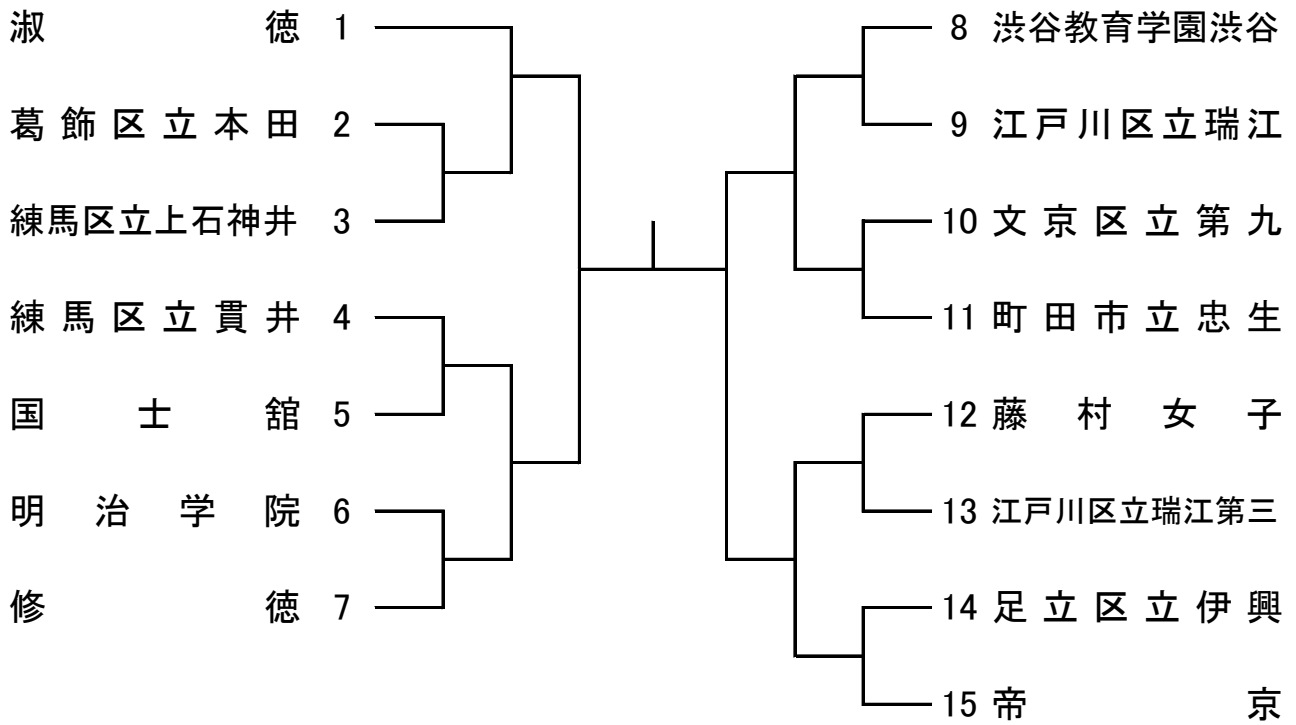 淑徳 1
葛飾区立本田 2
練馬区立上石神井 3
練馬区立貫井 4
国士舘 5
明治学院 6
修徳 7
8 渋谷教育学園渋谷
9 江戸川区立瑞江
10 文京区立第九
11 町田市立忠生
12 藤村女子
13 江戸川区立瑞江第三
14 足立区立伊興
15 帝京